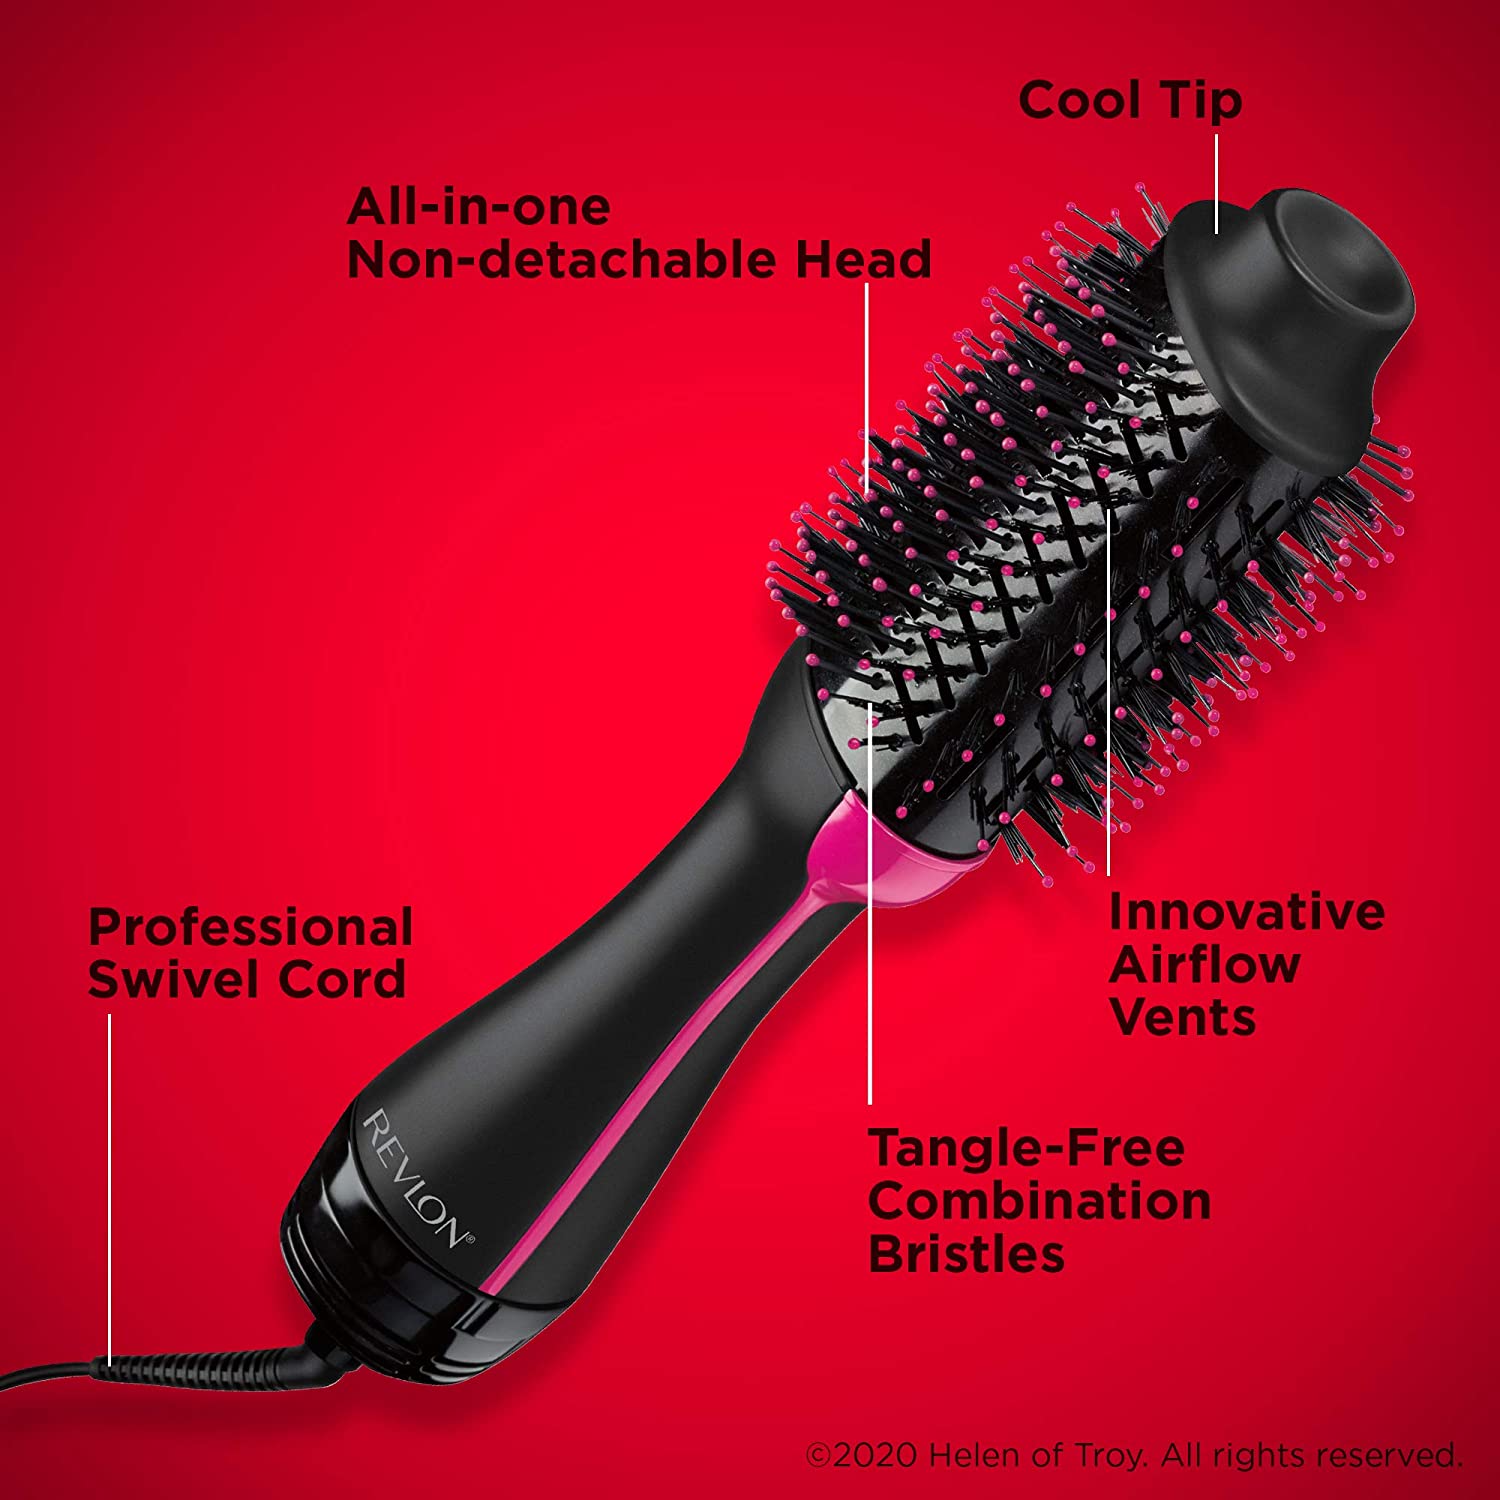 Cool Tip
All-in-one
Non-detachable Head
Professional
Swivel Cord
Innovative
Airflow
Vents
Tangle-Free
Combination
Bristles
REVLON®
©2020 Helen of Troy. All rights reserved.